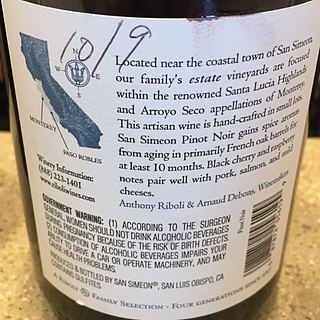 10/9
N
W
E
S
MONTEREY
PASO ROBLES
Located near the coastal town of San Simeon,
our family's estate vineyards are focused
within the renowned Santa Lucia Highlands
and Arroyo Seco appellations of Monterey.
This artisan wine is hand-crafted in small lots.
San Simeon Pinot Noir gains spice aromas
from aging in primarily French oak barrels for
at least 10 months. Black cherry and raspberry
notes pair well with pork, salmon, and mild
cheeses.
Anthony Riboli & Arnaud Debons, Winemakers
Winery Information:
(888) 223-1401
GOVERNMENT WARNING: (1) ACCORDING TO THE SURGEON
GENERAL, WOMEN SHOULD NOT DRINK ALCOHOLIC BEVERAGES
DURING PREGNANCY BECAUSE OF THE RISK OF BIRTH DEFECTS.
(2) CONSUMPTION OF ALCOHOLIC BEVERAGES IMPAIRS YOUR
ABILITY TO DRIVE A CAR OR OPERATE MACHINERY, AND MAY
CAUSE HEALTH PROBLEMS.
PRODUCED & BOTTLED BY SAN SIMEON®, SAN LUIS OBISPO, CA
CONTAINS SULFITES
Pinot Noir
A RIBOLI FAMILY SELECTION - FOUR GENERATIONS SINCE